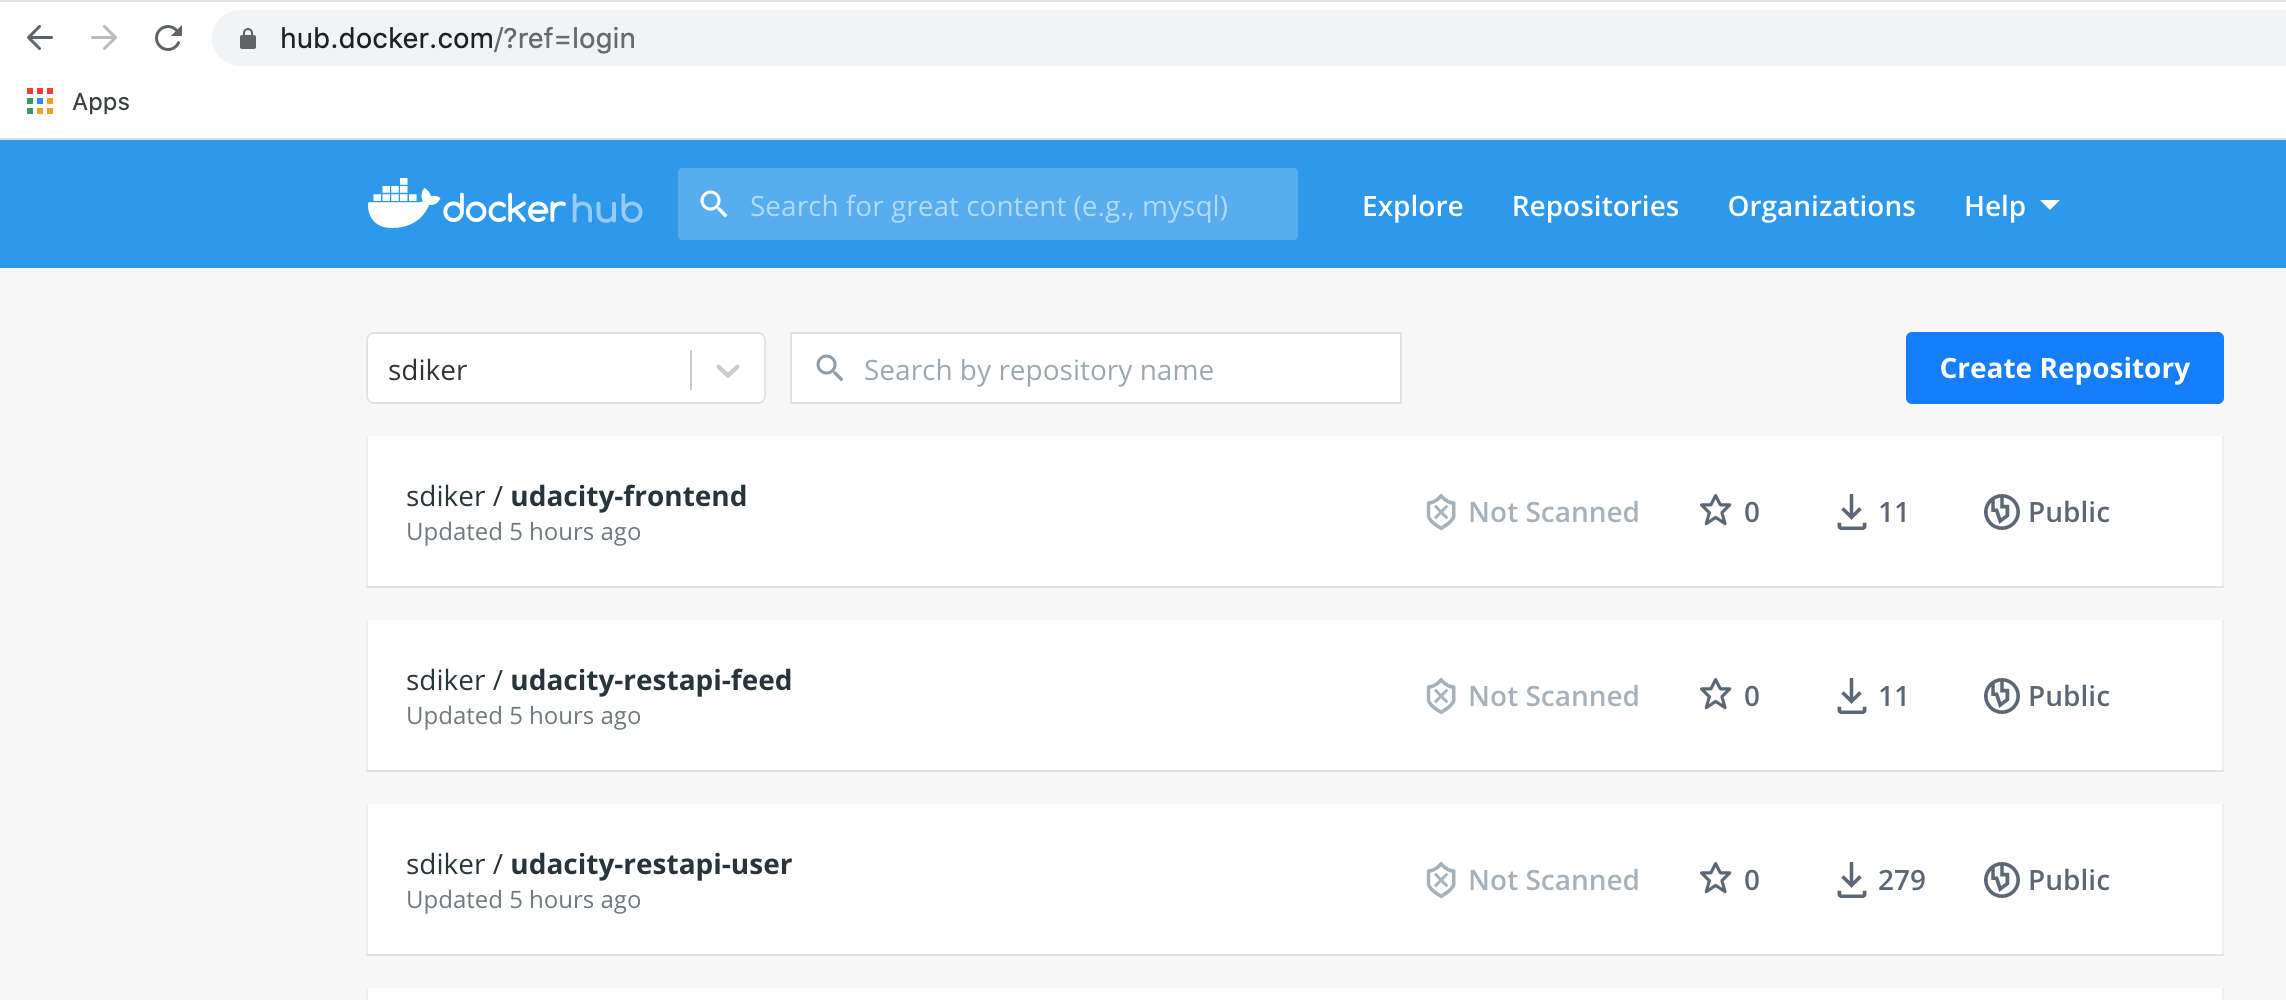 hub.docker.com/?ref=login
Apps
docker hub
Search for great content (e.g., mysql)
Explore
Repositories
Organizations
Help
sdiker
Search by repository name
Create Repository
sdiker / udacity-frontend
Updated 5 hours ago
Not Scanned
0
11
Public
sdiker / udacity-restapi-feed
Updated 5 hours ago
Not Scanned
0
11
Public
sdiker / udacity-restapi-user
Updated 5 hours ago
Not Scanned
0
279
Public